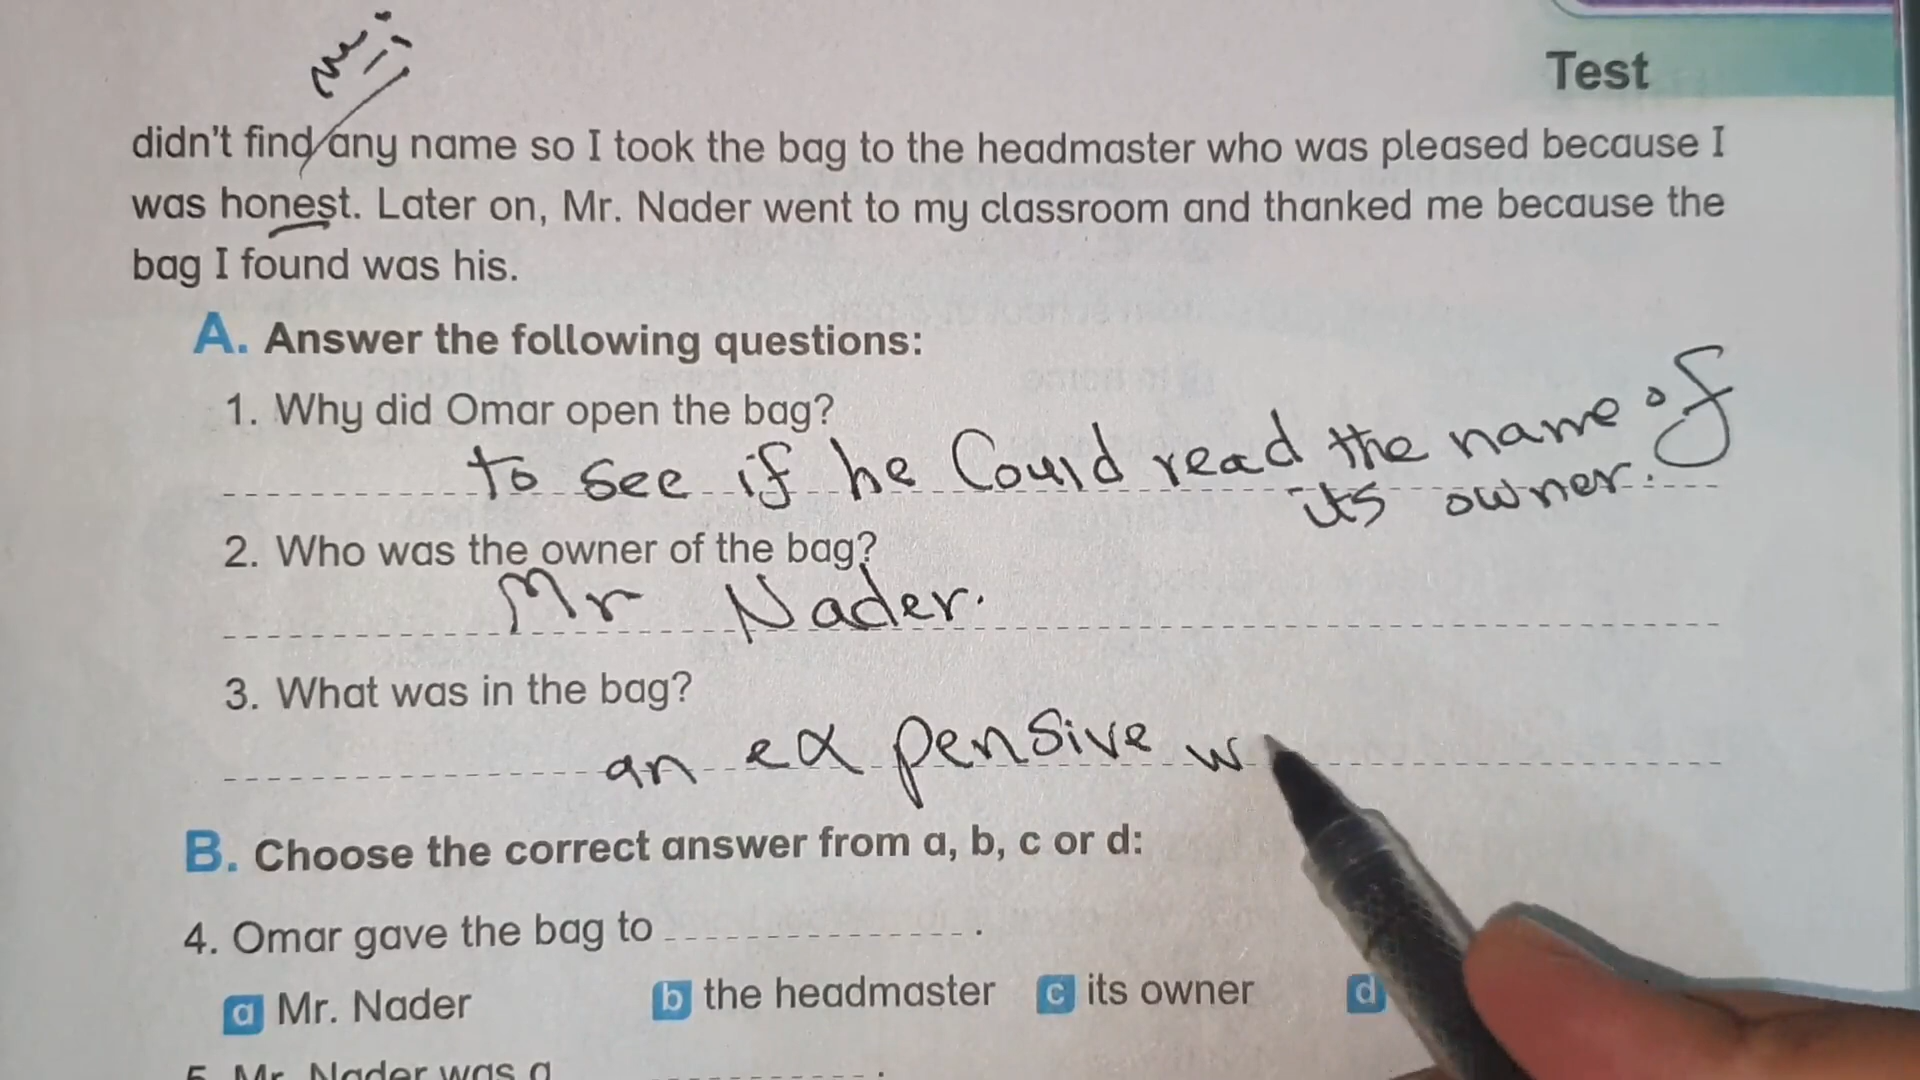 Test
didn't find any name so I took the bag to the headmaster who was pleased because I
was honest. Later on, Mr. Nader went to my classroom and thanked me because the
bag I found was his.
A. Answer the following questions:
1. Why did Omar open the bag?
to see if he Could read the name of
its owner.
2. Who was the owner of the bag?
Mr Nader.
3. What was in the bag?
an expensive w
B. Choose the correct answer from a, b, c or d:
4. Omar gave the bag to .
a Mr. Nader b the headmaster c its owner d
5. Mr. Nader was a .